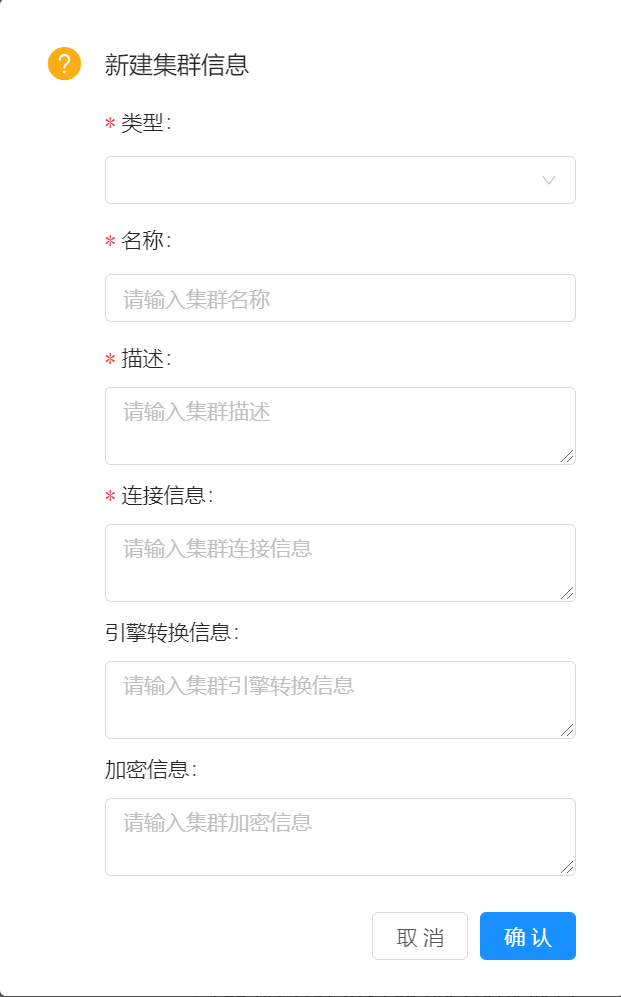 新建集群信息
* 类型:
* 名称:
请输入集群名称
* 描述:
请输入集群描述
* 连接信息:
请输入集群连接信息
引擎转换信息:
请输入集群引擎转换信息
加密信息:
请输入集群加密信息
取 消
确 认